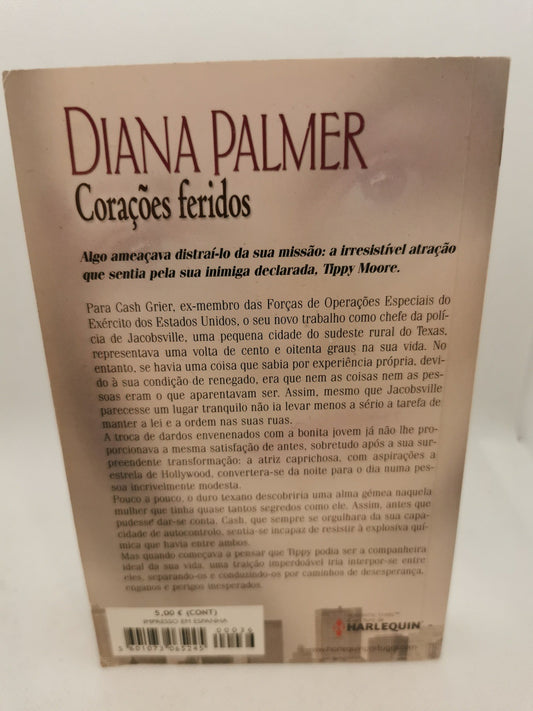 DIANA PALMER
Corações feridos
Algo ameaçava distraí-lo da sua missão: a irresistível atração
que sentia pela sua inimiga declarada, Tippy Moore.
Para Cash Grier, ex-membro das Forças de Operações Especiais do
Exército dos Estados Unidos, o seu novo trabalho como chefe da polí-
cia de Jacobsville, uma pequena cidade do sudeste rural do Texas,
representava uma volta de cento e oitenta graus na sua vida. No
entanto, se havia uma coisa que sabia por experiência própria, devi-
do à sua condição de renegado, era que nem as coisas nem as pes-
soas eram o que aparentavam ser. Assim, mesmo que Jacobsville
parecesse um lugar tranquilo não ia levar menos a sério a tarefa de
manter a lei e a ordem nas suas ruas.
A troca de dardos envenenados com a bonita jovem já não lhe pro-
porcionava a mesma satisfação de antes, sobretudo após a sua sur-
preendente transformação: a atriz caprichosa, com aspirações a
estrela de Hollywood, convertera-se da noite para o dia numa pes-
soa incrivelmente modesta.
Pouco a pouco, o duro texano descobriria uma alma gémea naquela
mulher que tinha quase tantos segredos como ele. Assim, antes que
pudesse dar-se conta, Cash, que sempre se orgulhara da sua capa-
cidade de autocontrolo, sentia-se incapaz de resistir à explosiva quí-
mica que havia entre ambos.
Mas quando começava a pensar que Tippy podia ser a companheira
ideal da sua vida, uma traição imperdoável iria interpor-se entre
eles, separando-os e conduzindo-os por caminhos de desesperança,
enganos e perigos inesperados.
5,00 € (CONT)
IMPRESSO EM ESPANHA
00036
5 601073 065245
HARLEQUIN
www.harlequinportugal.com